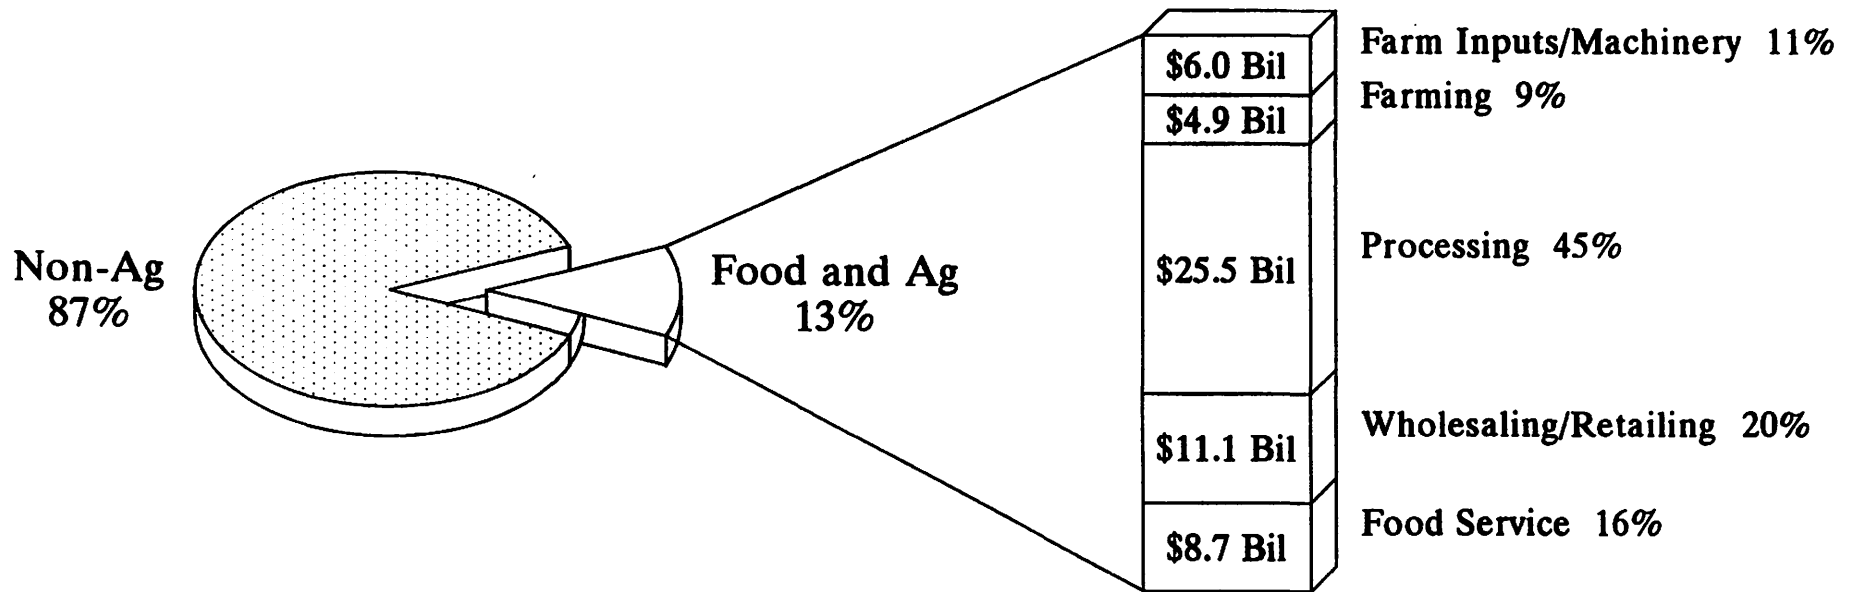 Non-Ag
87%
Food and Ag
13%
$6.0 Bil
Farm Inputs/Machinery 11%
$4.9 Bil
Farming 9%
$25.5 Bil
Processing 45%
$11.1 Bil
Wholesaling/Retailing 20%
$8.7 Bil
Food Service 16%